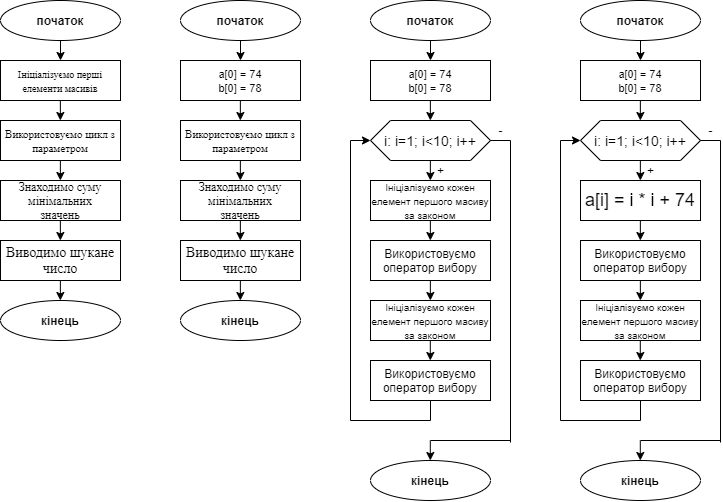 початок
Ініціалізуємо перші
елементи масивів
Використовуємо цикл з
параметром
Знаходимо суму
мінімальних
значень
Виводимо шукане
число
кінець
початок
a[0] = 74
b[0] = 78
Використовуємо цикл з
параметром
Знаходимо суму
мінімальних
значень
Виводимо шукане
число
кінець
початок
a[0] = 74
b[0] = 78
i: i=1; i<10; i++
-
+
Ініціалізуємо кожен
елемент першого масиву
за законом
Використовуємо
оператор вибору
Ініціалізуємо кожен
елемент першого масиву
за законом
Використовуємо
оператор вибору
кінець
початок
a[0] = 74
b[0] = 78
i: i=1; i<10; i++
-
+
a[i] = i * i + 74
Використовуємо
оператор вибору
Ініціалізуємо кожен
елемент першого масиву
за законом
Використовуємо
оператор вибору
кінець